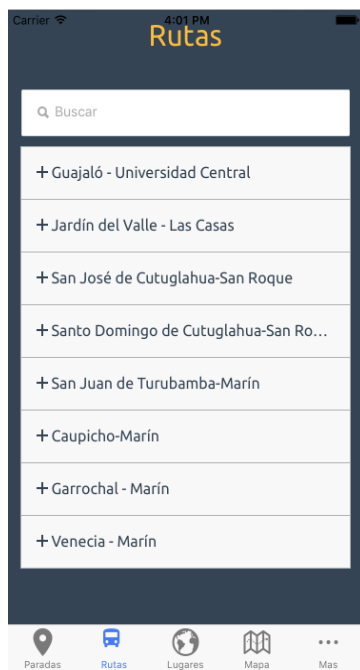 Carrier 4:01 PM
Rutas
Buscar
+ Guajaló - Universidad Central
+ Jardín del Valle - Las Casas
+ San José de Cutuglahua-San Roque
+ Santo Domingo de Cutuglahua-San Ro...
+ San Juan de Turubamba-Marín
+ Caupicho-Marín
+ Garrochal - Marín
+ Venecia - Marín
Paradas Rutas Lugares Mapa Mas